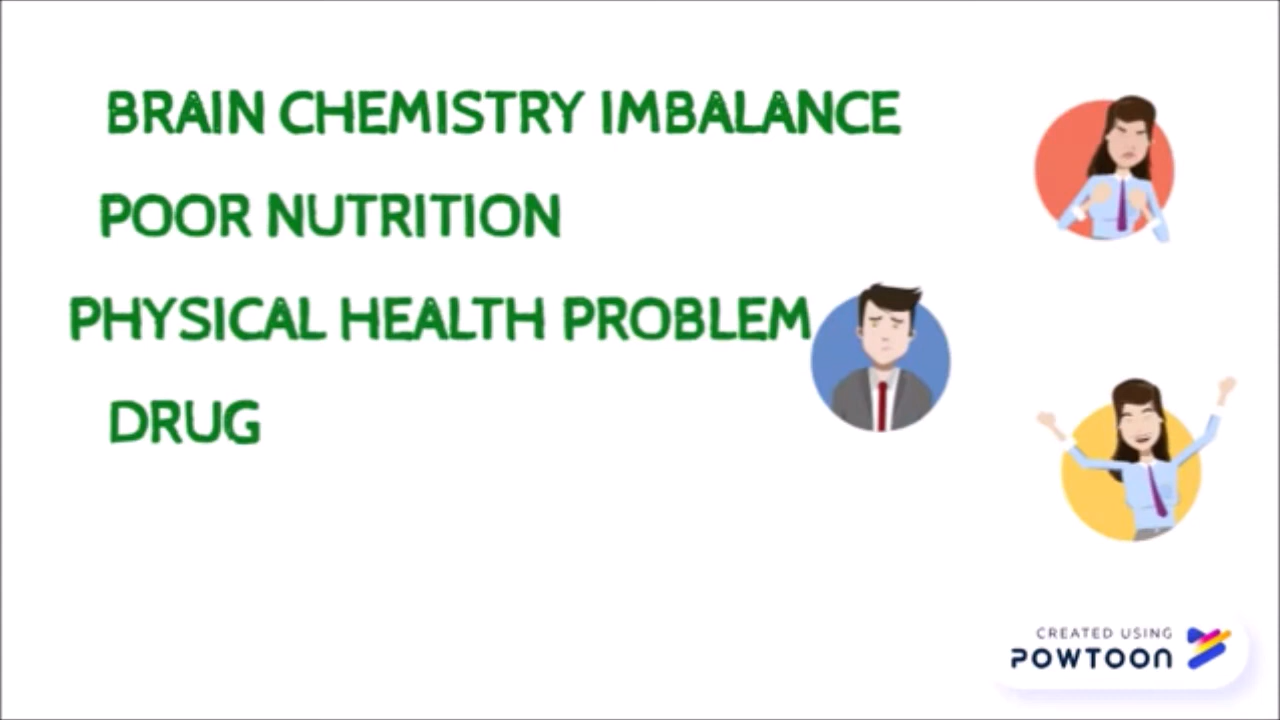 BRAIN CHEMISTRY IMBALANCE
POOR NUTRITION
PHYSICAL HEALTH PROBLEM
DRUG
CREATED USING
POWTOON